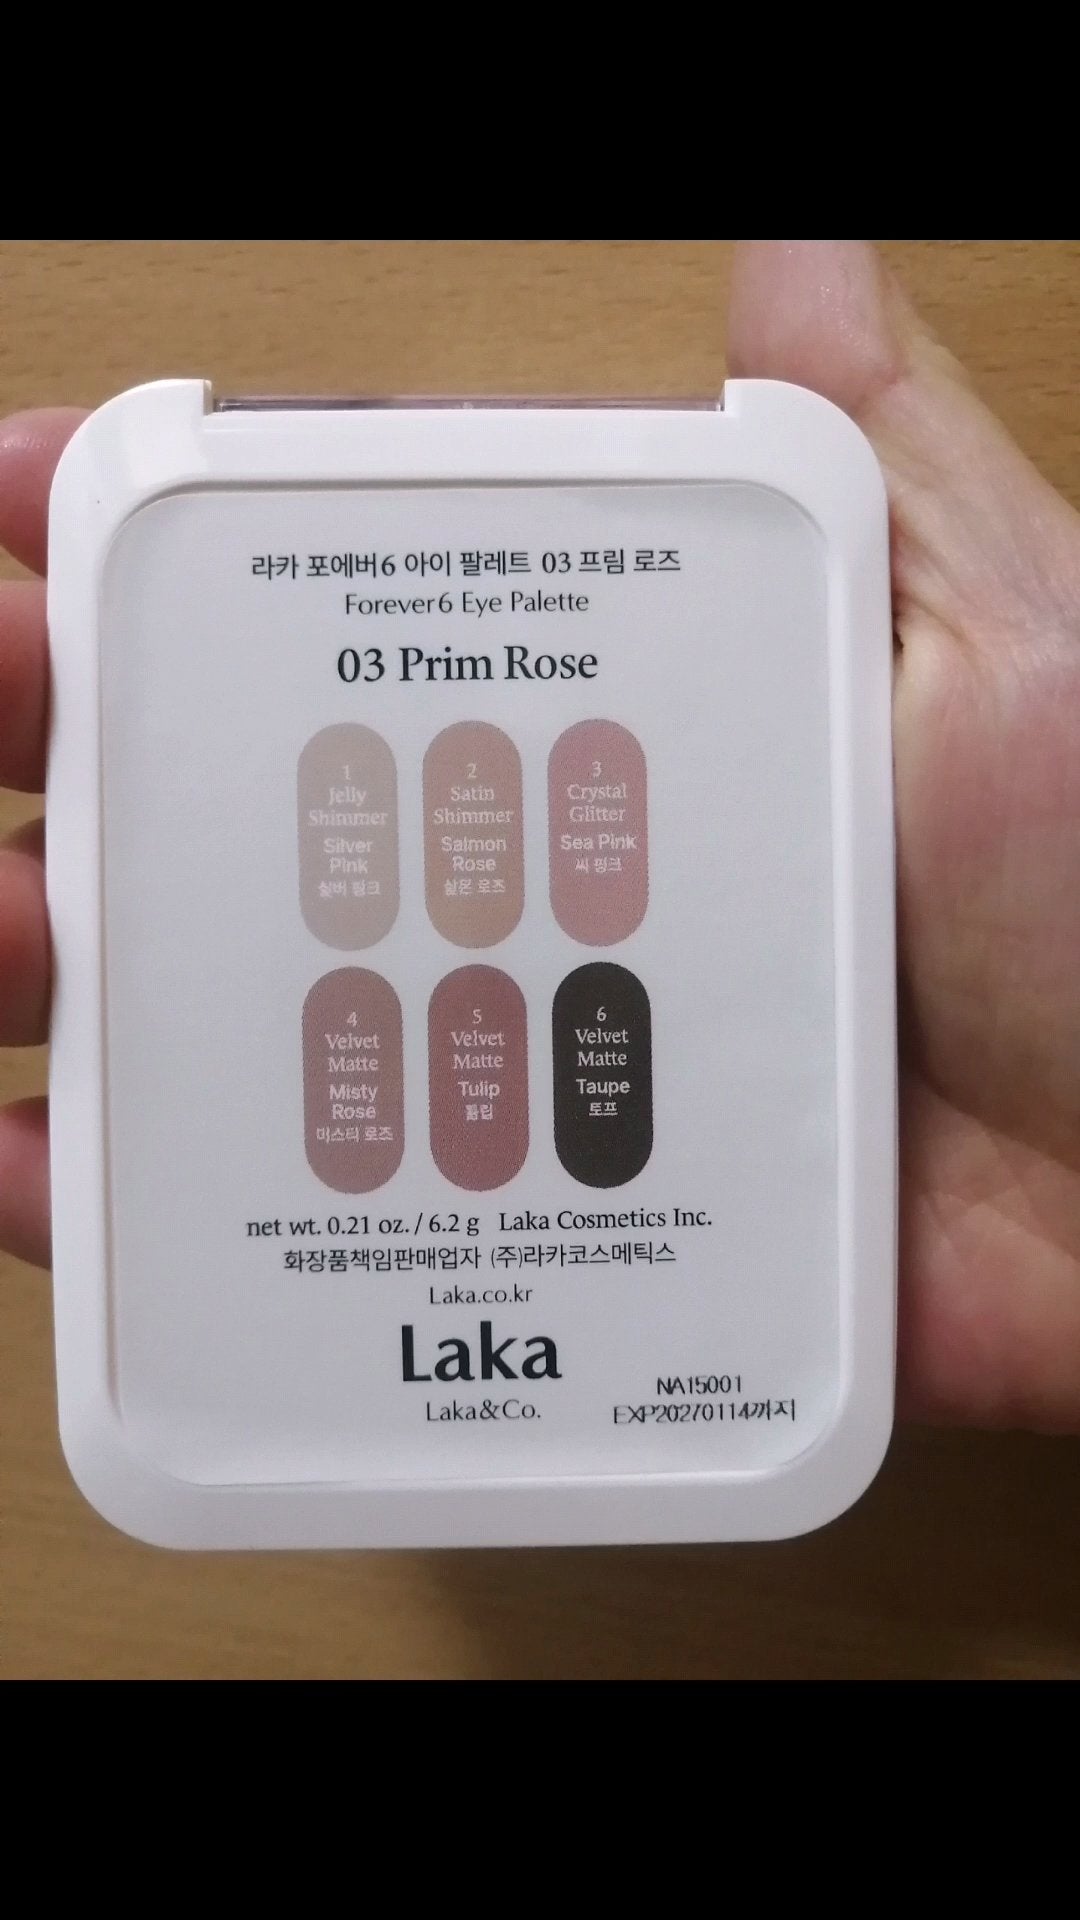 라카 포에버6 아이 팔레트 03 프림 로즈
Forever6 Eye Palette
03 Prim Rose
1
Jelly
Shimmer
Silver
Pink
실버 핑크
2
Satin
Shimmer
Salmon
Rose
살몬 로즈
3
Crystal
Glitter
Sea Pink
씨 핑크
4
Velvet
Matte
Misty
Rose
미스티 로즈
5
Velvet
Matte
Tulip
튤립
6
Velvet
Matte
Taupe
토프
net wt. 0.21 oz. / 6.2 g Laka Cosmetics Inc.
화장품책임판매업자 (주)라카코스메틱스
Laka.co.kr
Laka
Laka&Co.
NA15001
EXP20270114까지